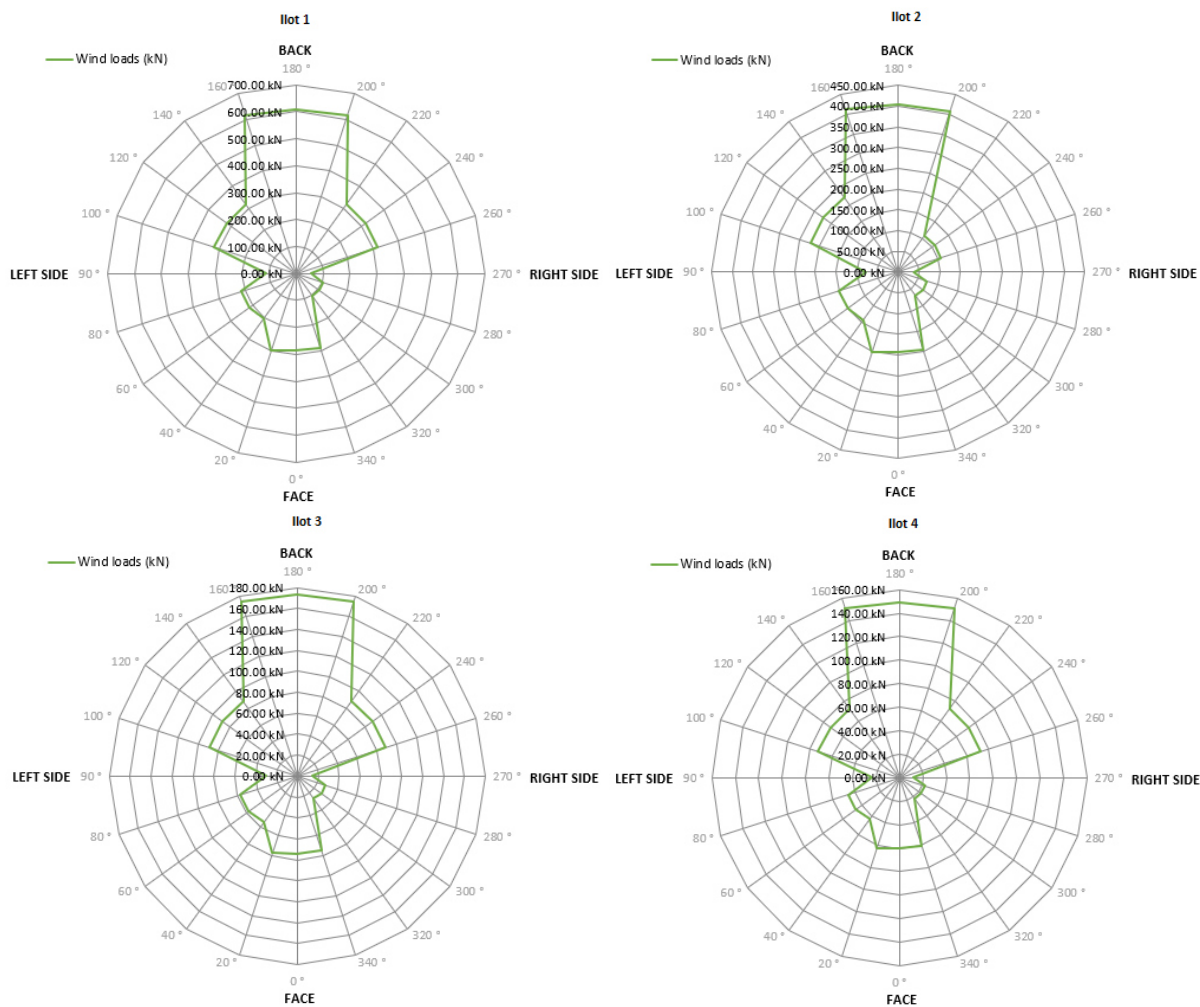 Ilot 1
BACK
Wind loads (kN)
180 °
160
200 °
700.00 kN
600.00 kN
140 °
220 °
500.00 kN
120 °
400.00 kN
240 °
300.00 kN
100 °
200.00 kN
260 °
100.00 kN
LEFT SIDE 90 ° 0.00 kN 270 ° RIGHT SIDE
80 °
280 °
60 °
300 °
40 °
320 °
20 °
340 °
0 °
FACE
Ilot 2
BACK
Wind loads (kN)
180 °
160
200 °
450.00 kN
400.00 kN
140 °
220 °
350.00 kN
300.00 kN
120 °
240 °
250.00 kN
200.00 kN
100 °
150.00 kN
260 °
100.00 kN
50.00 kN
LEFT SIDE 90 ° 0.00 kN 270 ° RIGHT SIDE
80 °
280 °
60 °
300 °
40 °
320 °
20 °
340 °
0 °
FACE
Ilot 3
BACK
Wind loads (kN)
180 °
160
200 °
180.00 kN
160.00 kN
140 °
220 °
140.00 kN
120.00 kN
120 °
240 °
100.00 kN
80.00 kN
100 °
60.00 kN
260 °
40.00 kN
20.00 kN
LEFT SIDE 90 ° 0.00 kN 270 ° RIGHT SIDE
80 °
280 °
60 °
300 °
40 °
320 °
20 °
340 °
0 °
FACE
Ilot 4
BACK
Wind loads (kN)
180 °
160
200 °
160.00 kN
140.00 kN
140 °
220 °
120.00 kN
120 °
100.00 kN
240 °
80.00 kN
100 °
60.00 kN
260 °
40.00 kN
20.00 kN
LEFT SIDE 90 ° 0.00 kN 270 ° RIGHT SIDE
80 °
280 °
60 °
300 °
40 °
320 °
20 °
340 °
0 °
FACE